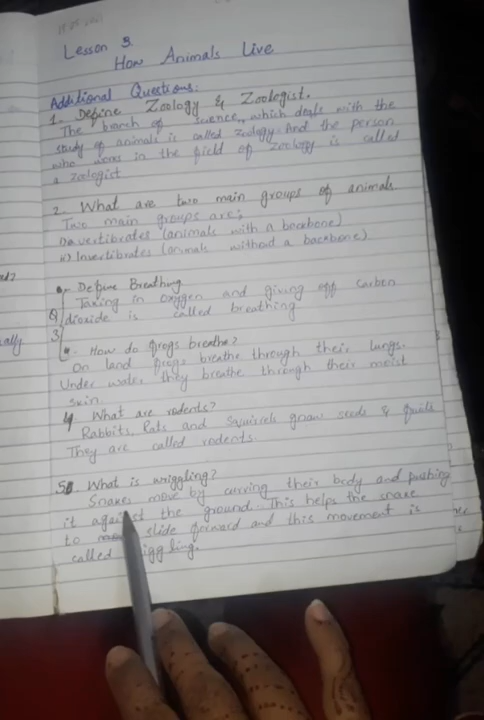 Lesson 3.
How Animals Live
Additional Questions:
1. Define Zoology & Zoologist.
The branch of science, which deals with the
study of animals is called zoology. And the person
who works in the field of zoology is called
a zoologist
2. What are two main groups of animals
Two main groups are;
i) vertibrates (animals with a backbone)
ii) Invertibrates (animals without a backbone).
Define Breathing
Taking in oxygen and giving off carbon
dioxide is called breathing
Q
3
How do frogs breathe?
On land frogs breathe through their lungs.
Under water they breathe through their moist
skin.
4. What are rodents?
Rabbits, Rats and Squirrels gnaw seeds &
They are called rodents.
5. What is wriggling?
Snakes move by curving their body and pushing
it against the ground. This helps the snake
to slide forward and this movement is
called iggling.
ally